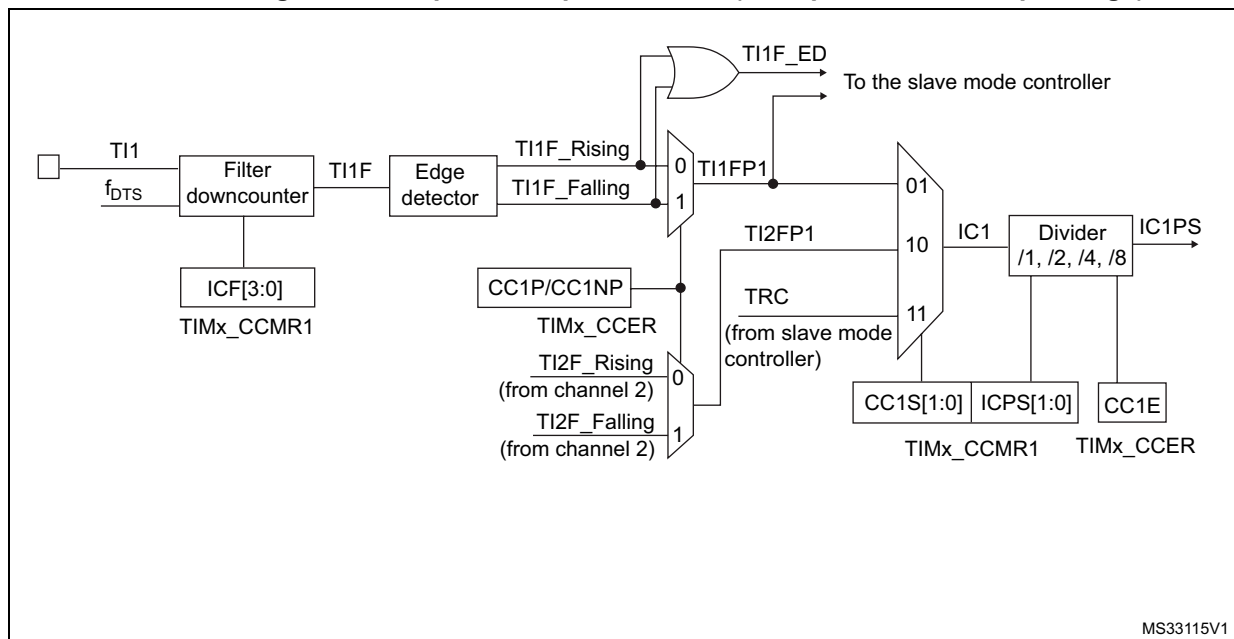 TI1F_ED
To the slave mode controller
TI1
fDTS
Filter
downcounter
TI1F
Edge
detector
TI1F_Rising
TI1F_Falling
0
1
TI1FP1
01
TI2FP1
10
IC1
Divider
/1, /2, /4, /8
IC1PS
ICF[3:0]
TIMx_CCMR1
CC1P/CC1NP
TIMx_CCER
TRC
11
(from slave mode
controller)
TI2F_Rising
0
(from channel 2)
TI2F_Falling
1
(from channel 2)
CC1S[1:0]
ICPS[1:0]
CC1E
TIMx_CCMR1
TIMx_CCER
MS33115V1